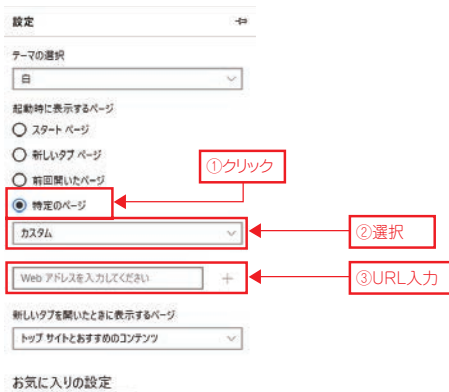 設定
テーマの選択
白
起動時に表示するページ
スタート ページ
新しいタブ ページ
①クリック
前回開いたページ
特定のページ
カスタム
②選択
Web アドレスを入力してください
③URL入力
新しいタブを開いたときに表示するページ
トップ サイトとおすすめのコンテンツ
お気に入りの設定